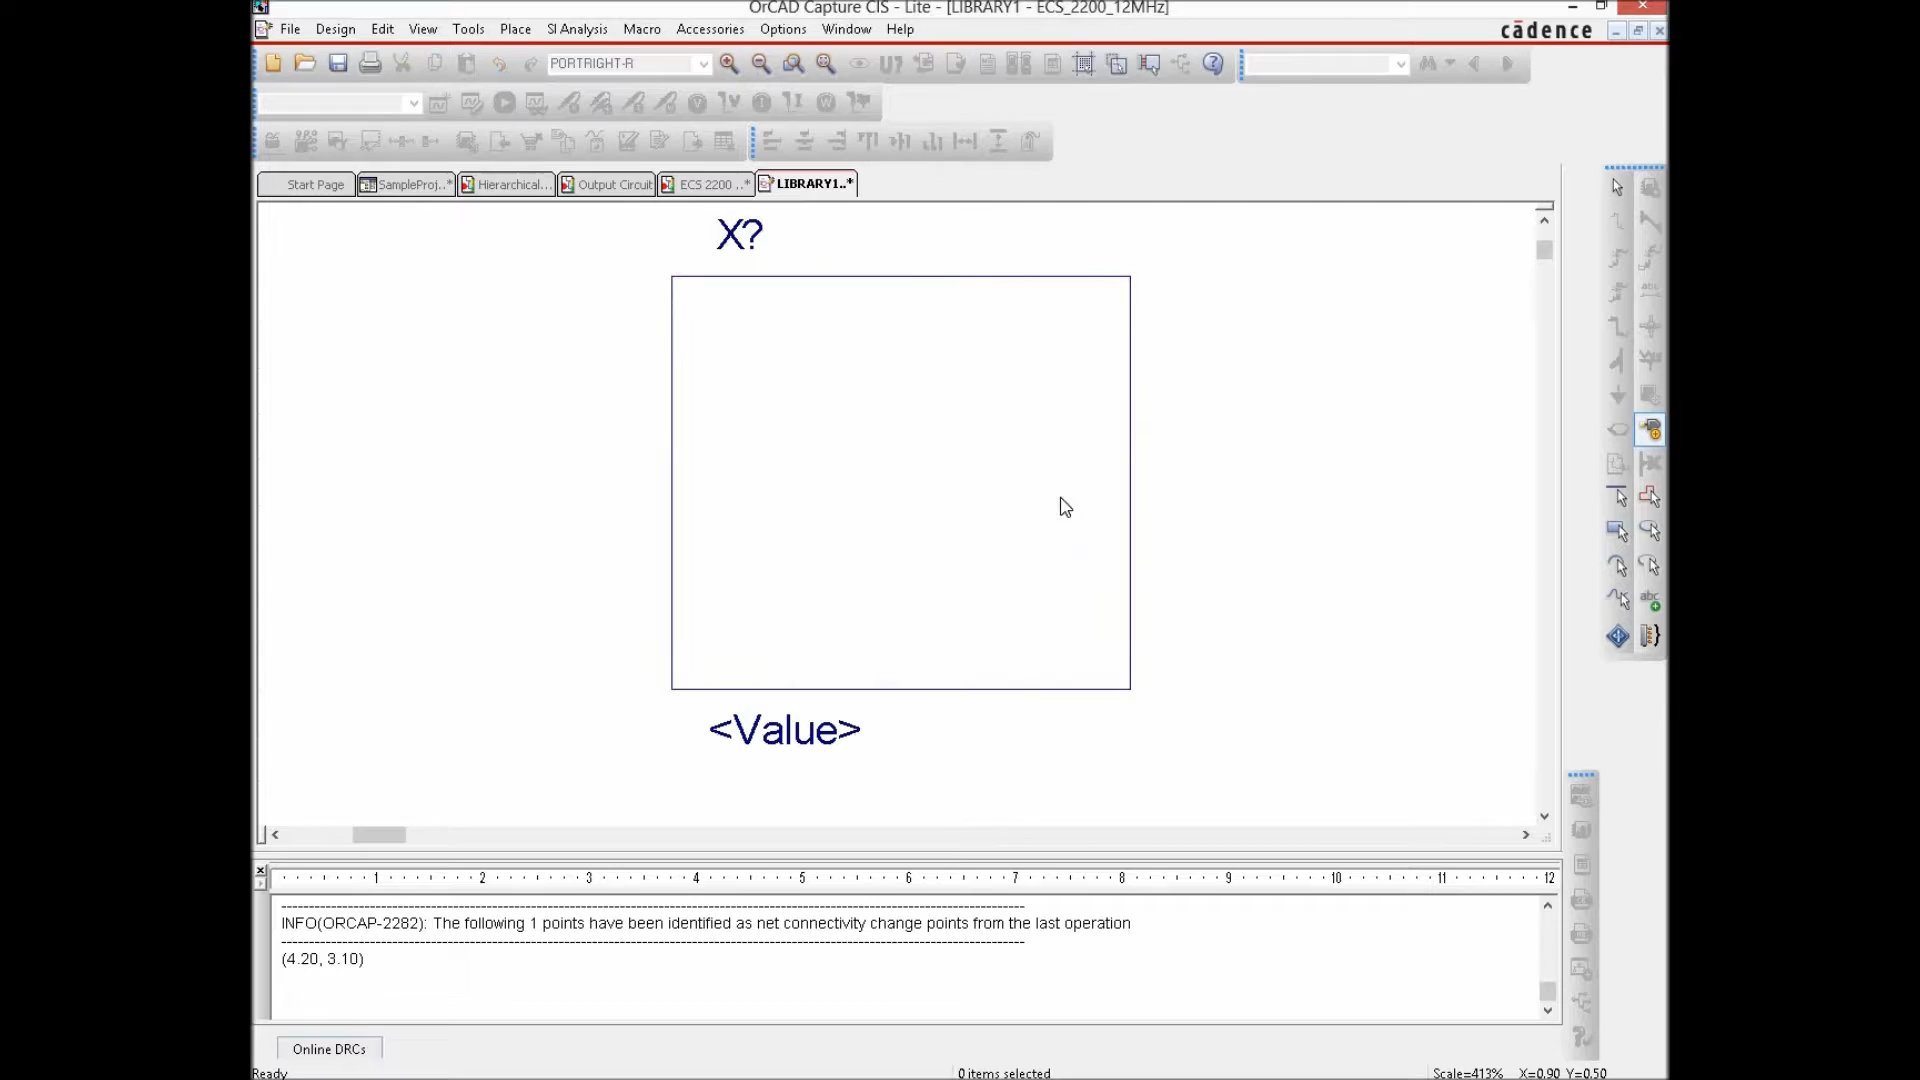 OrCAD Capture CIS - Lite - [LIBRARY1 - ECS_2200_12MHz]
File Design Edit View Tools Place SI Analysis Macro Accessories Options Window Help
cādence
PORTRIGHT-R
U?
Start Page SampleProj..* Hierarchical... Output Circuit ECS 2200 ..* LIBRARY1..*
X?
<Value>
abc
1 2 3 4 5 6 7 8 9 10 11 12
INFO(ORCAP-2282): The following 1 points have been identified as net connectivity change points from the last operation
(4.20, 3.10)
Online DRCs
Ready 0 items selected Scale=413% X=0.90 Y=0.50